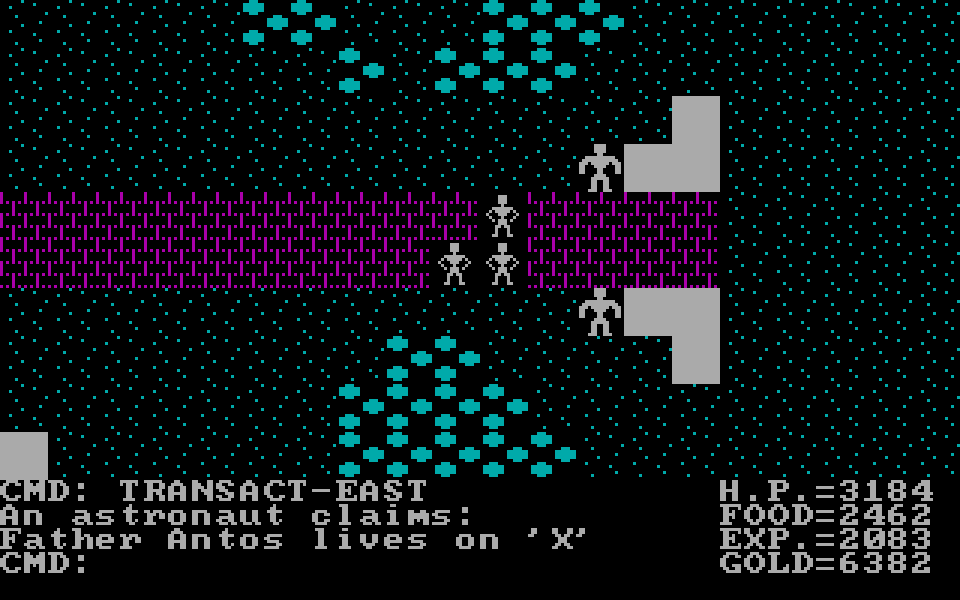 CMD: TRANSACT-EAST
An astronaut claims:
Father Antos lives on 'X'
CMD:
H.P.=3184
FOOD=2462
EXP.=2083
GOLD=6382